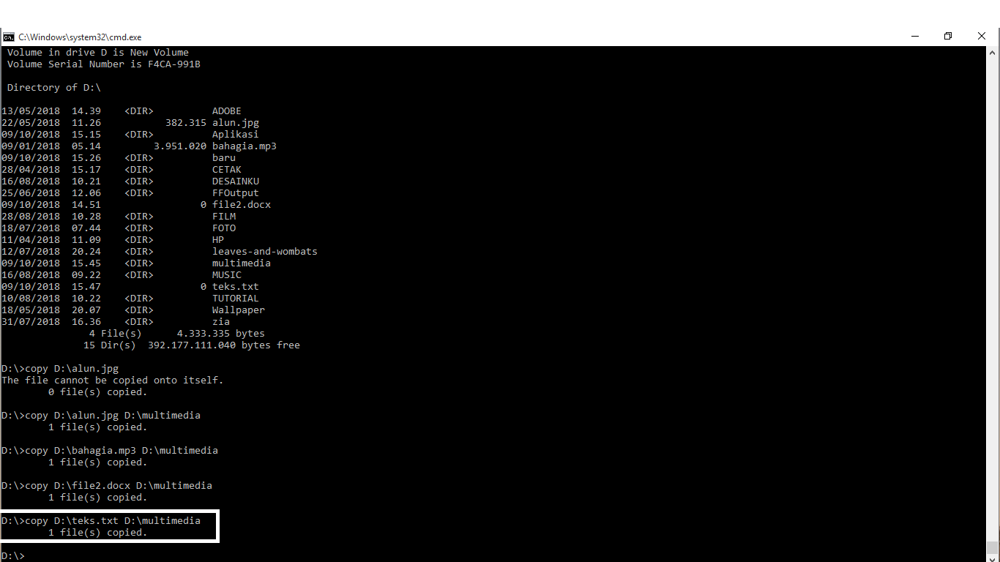 C:\Windows\system32\cmd.exe
Volume in drive D is New Volume
Volume Serial Number is F4CA-991B
Directory of D:\
13/05/2018  14.39    <DIR>          ADOBE
22/05/2018  11.26           382.315 alun.jpg
09/10/2018  15.15    <DIR>          Aplikasi
09/01/2018  05.14         3.951.020 bahagia.mp3
09/10/2018  15.26    <DIR>          baru
28/04/2018  15.17    <DIR>          CETAK
16/08/2018  10.21    <DIR>          DESAINKU
25/06/2018  12.06    <DIR>          FFOutput
09/10/2018  14.51                 0 file2.docx
28/08/2018  10.28    <DIR>          FILM
18/07/2018  07.44    <DIR>          FOTO
11/04/2018  11.09    <DIR>          HP
12/07/2018  20.24    <DIR>          leaves-and-wombats
09/10/2018  15.45    <DIR>          multimedia
16/08/2018  09.22    <DIR>          MUSIC
09/10/2018  15.47                 0 teks.txt
10/08/2018  10.22    <DIR>          TUTORIAL
18/05/2018  20.07    <DIR>          Wallpaper
31/07/2018  16.36    <DIR>          zia
4 File(s)      4.333.335 bytes
15 Dir(s)  392.177.111.040 bytes free
D:\>copy D:\alun.jpg
The file cannot be copied onto itself.
0 file(s) copied.
D:\>copy D:\alun.jpg D:\multimedia
1 file(s) copied.
D:\>copy D:\bahagia.mp3 D:\multimedia
1 file(s) copied.
D:\>copy D:\file2.docx D:\multimedia
1 file(s) copied.
D:\>copy D:\teks.txt D:\multimedia
1 file(s) copied.
D:\>